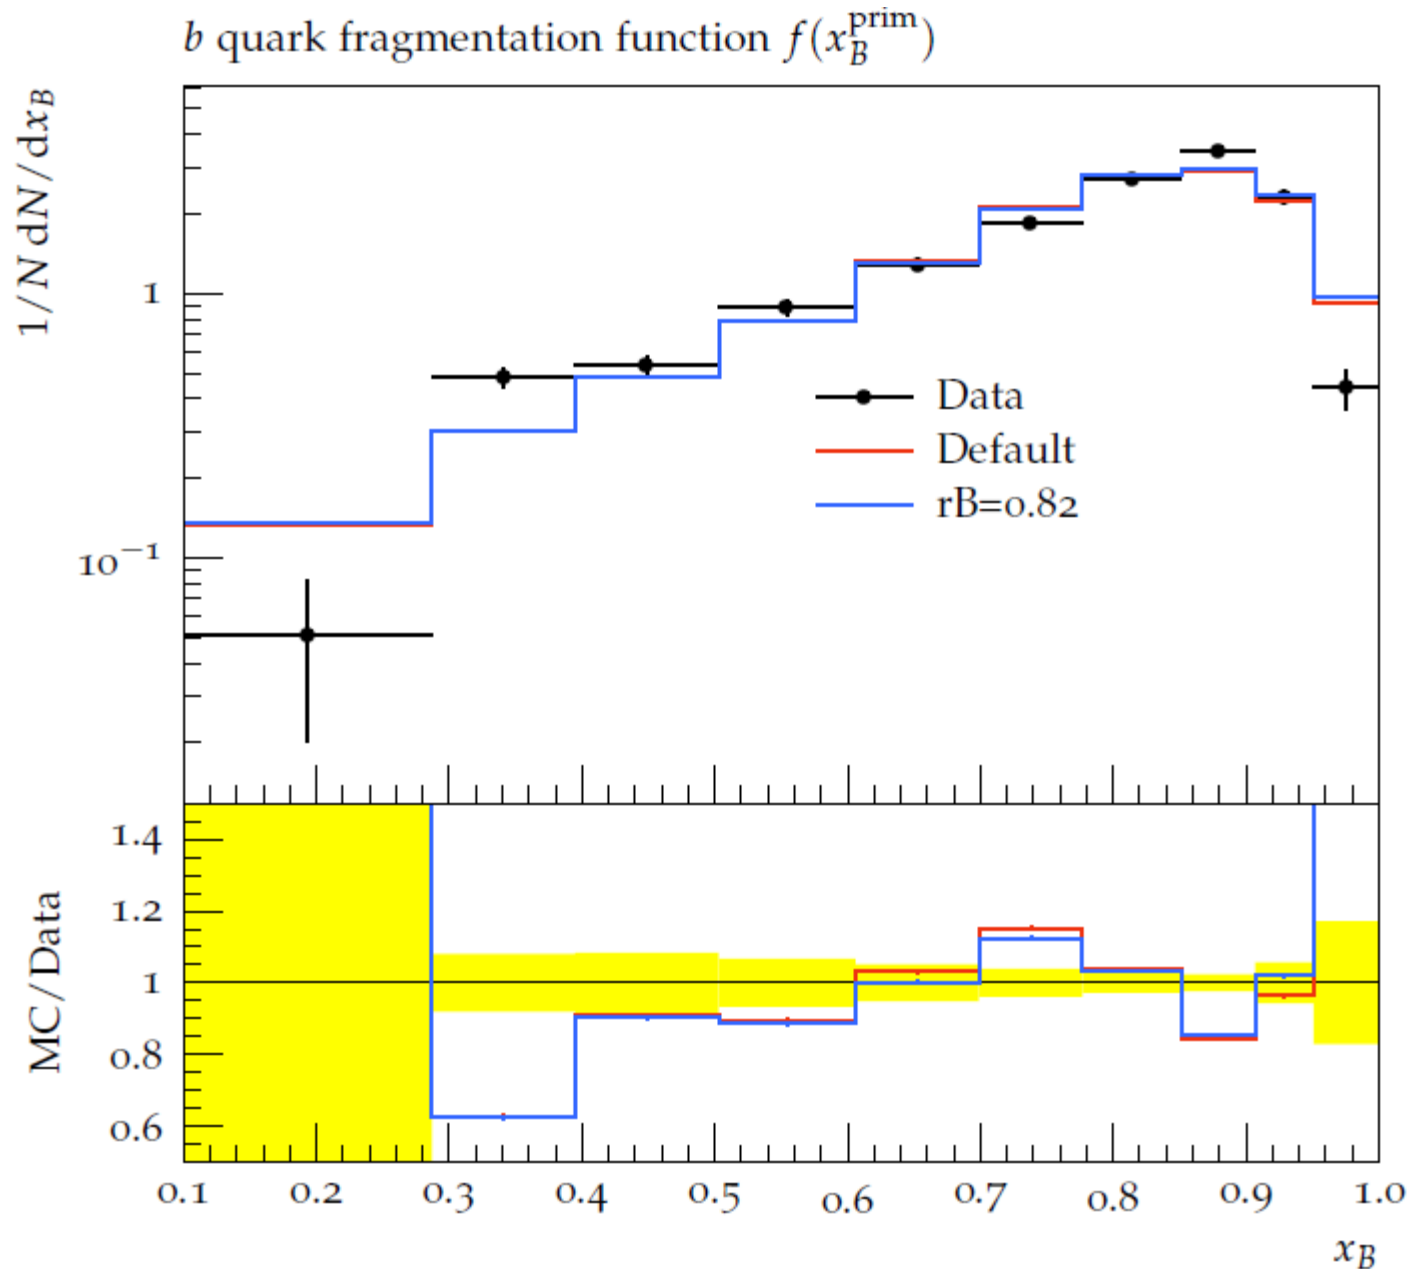 b quark fragmentation function f(x_B^prim)
1/N dN/dx_B
1
10⁻¹
Data
Default
rB=0.82
MC/Data
1.4
1.2
1
0.8
0.6
0.1 0.2 0.3 0.4 0.5 0.6 0.7 0.8 0.9 1.0
x_B